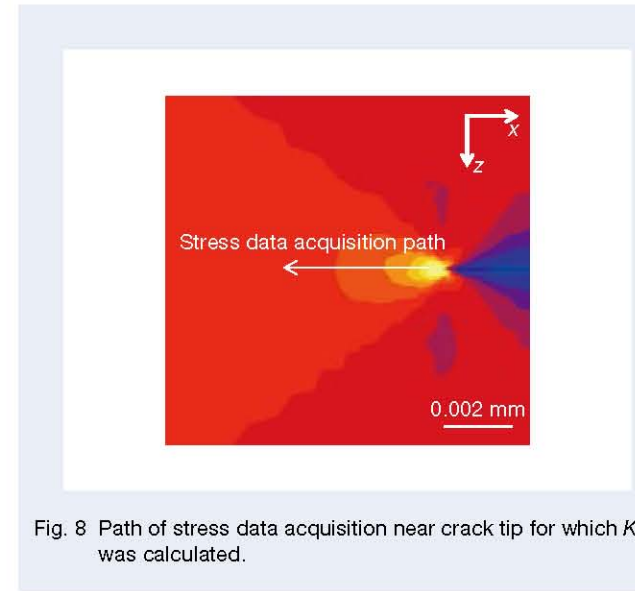 x
z
Stress data acquisition path
0.002 mm
Fig. 8 Path of stress data acquisition near crack tip for which K
was calculated.